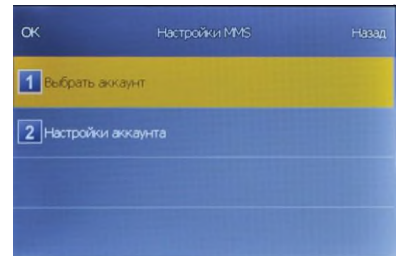 OK Настройки MMS Назад
1 Выбрать аккаунт
2 Настройки аккаунта